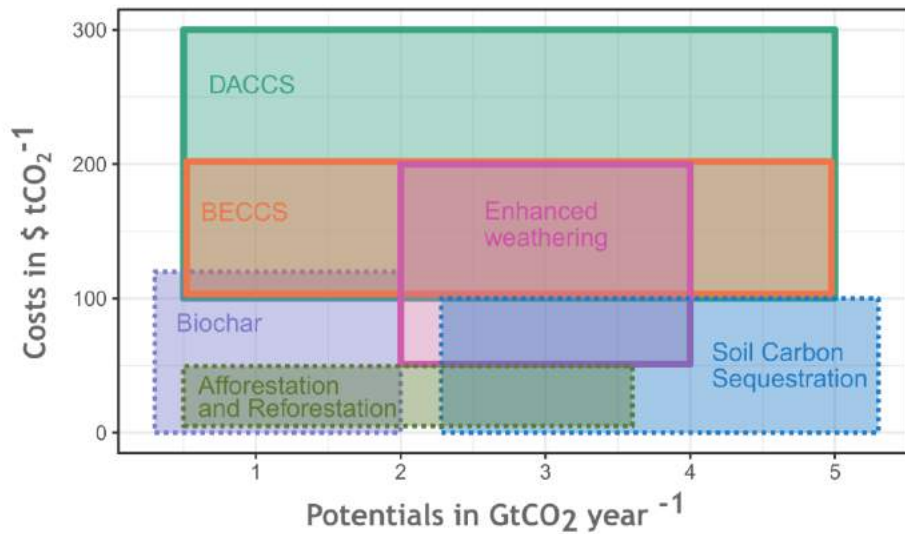 Costs in $ tCO₂⁻¹
300
200
100
0
DACCS
BECCS
Enhanced
weathering
Biochar
Soil Carbon
Sequestration
Afforestation
and Reforestation
1 2 3 4 5
Potentials in GtCO₂ year ⁻¹